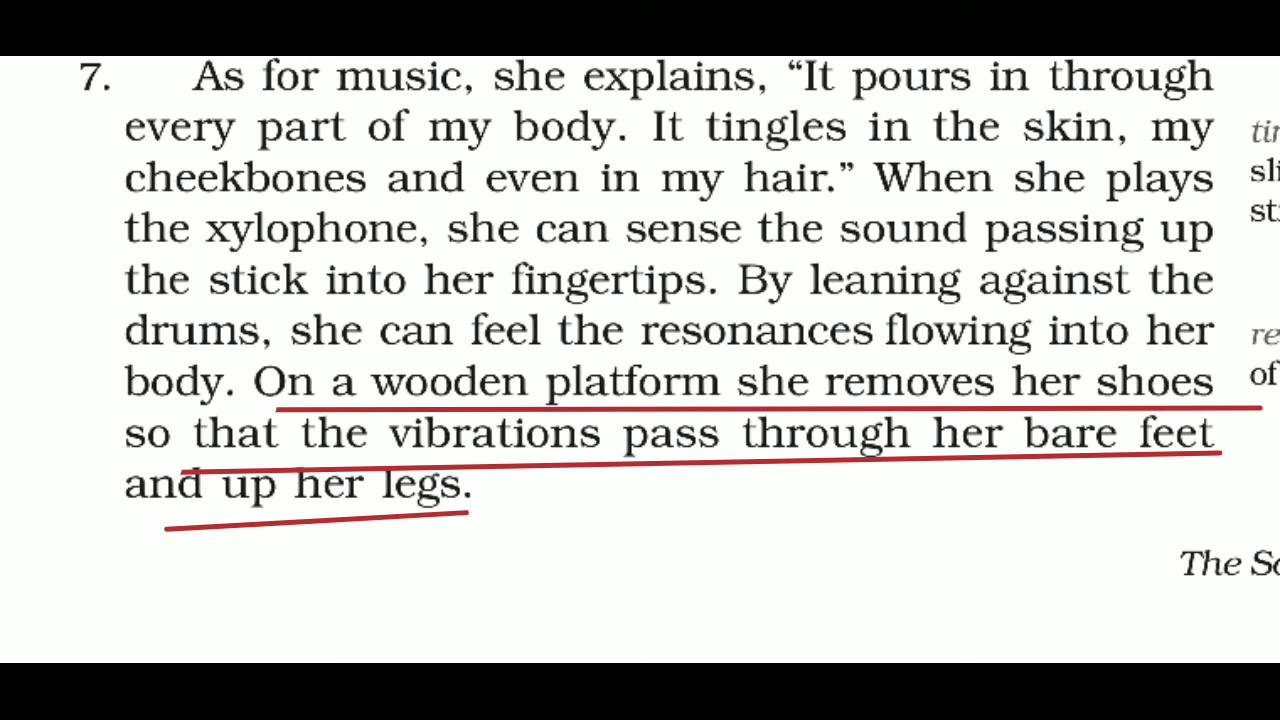 7. As for music, she explains, “It pours in through
every part of my body. It tingles in the skin, my
cheekbones and even in my hair.” When she plays
the xylophone, she can sense the sound passing up
the stick into her fingertips. By leaning against the
drums, she can feel the resonances flowing into her
body. On a wooden platform she removes her shoes
of
so that the vibrations pass through her bare feet
and up her legs.
The